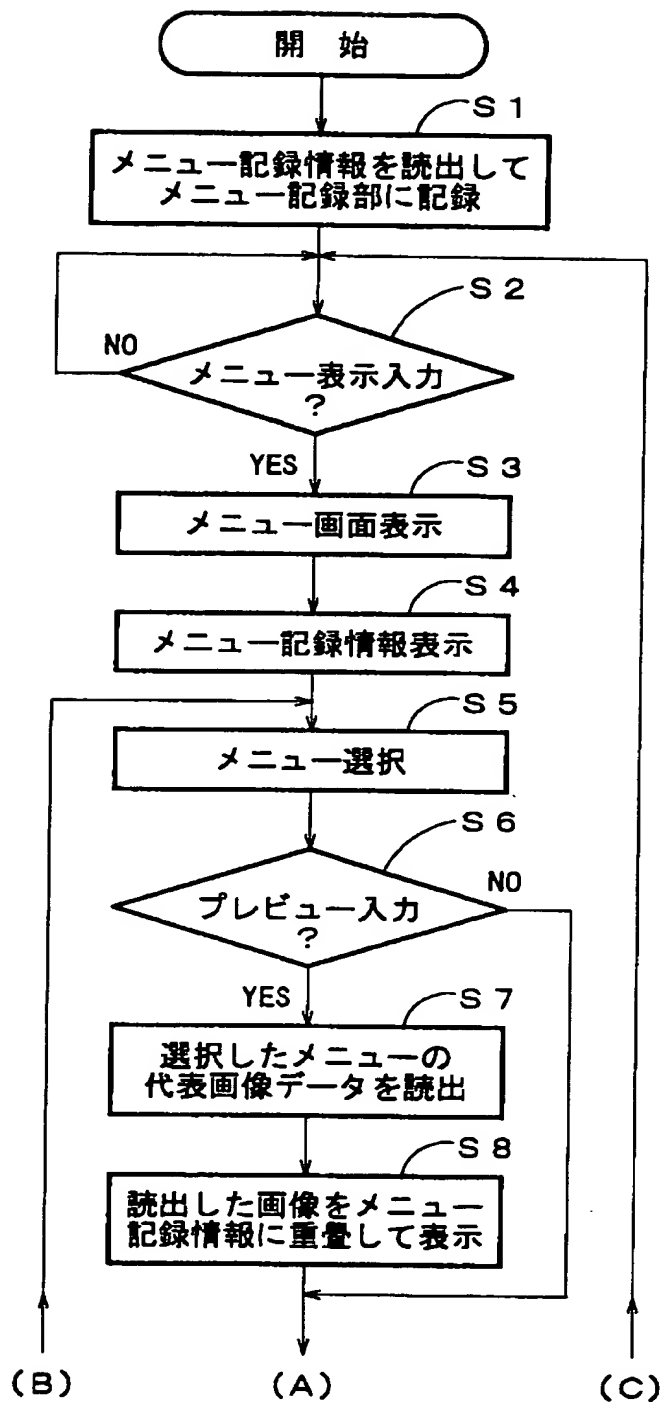 開 始
S1
メニュー記録情報を読出して
メニュー記録部に記録
S2
NO
メニュー表示入力
?
YES
S3
メニュー画面表示
S4
メニュー記録情報表示
S5
メニュー選択
S6
NO
プレビュー入力
?
YES
S7
選択したメニューの
代表画像データを読出
S8
読出した画像をメニュー
記録情報に重畳して表示
(B) (A) (C)